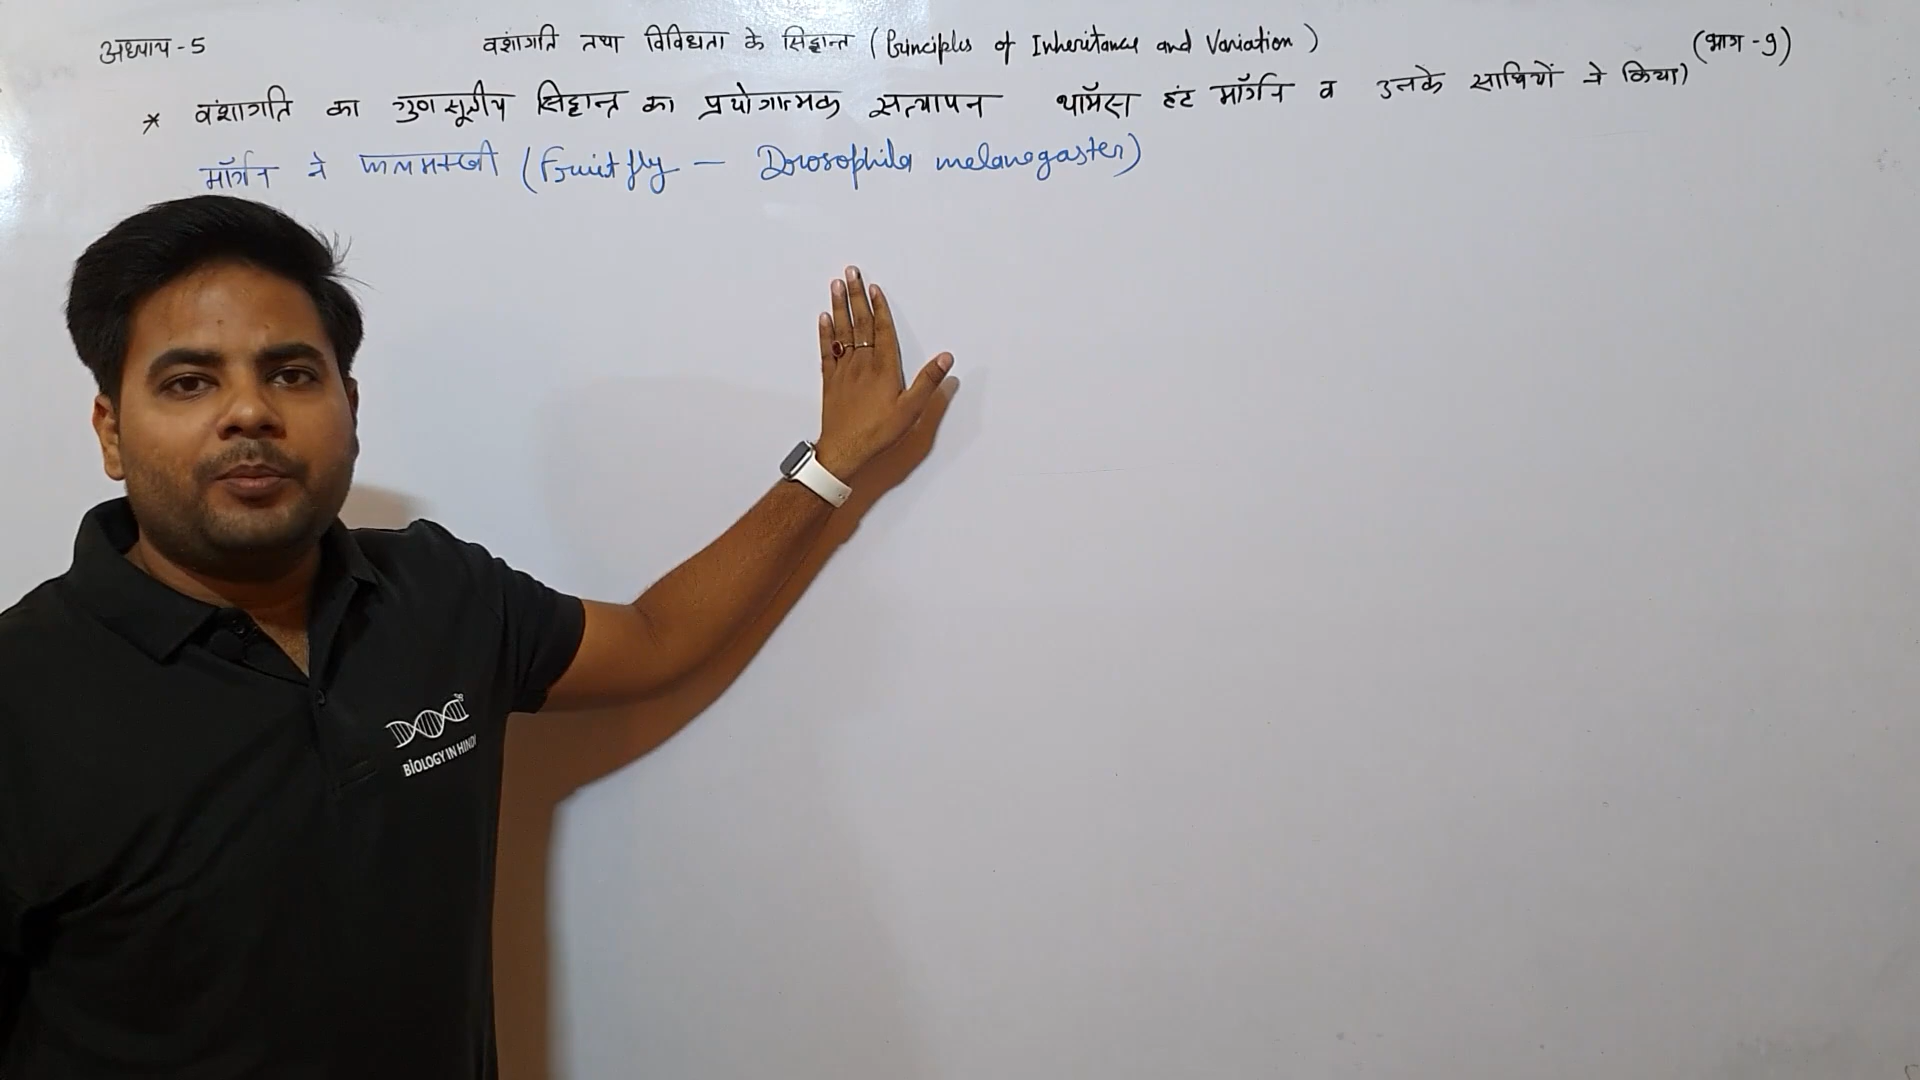 अध्याय - 5
वंशागति तथा विविधता के सिद्धान्त ( Principles of Inheritance and Variation )
(भाग - 9)
* वंशागति का गुणसूत्रीय सिद्धान्त का प्रयोगात्मक सत्यापन थॉमस हंट मॉर्गन व उनके साथियों ने किया)
मॉर्गन ने फलमक्खी ( Fruit fly — Drosophila melanogaster)
BIOLOGY IN HINDI